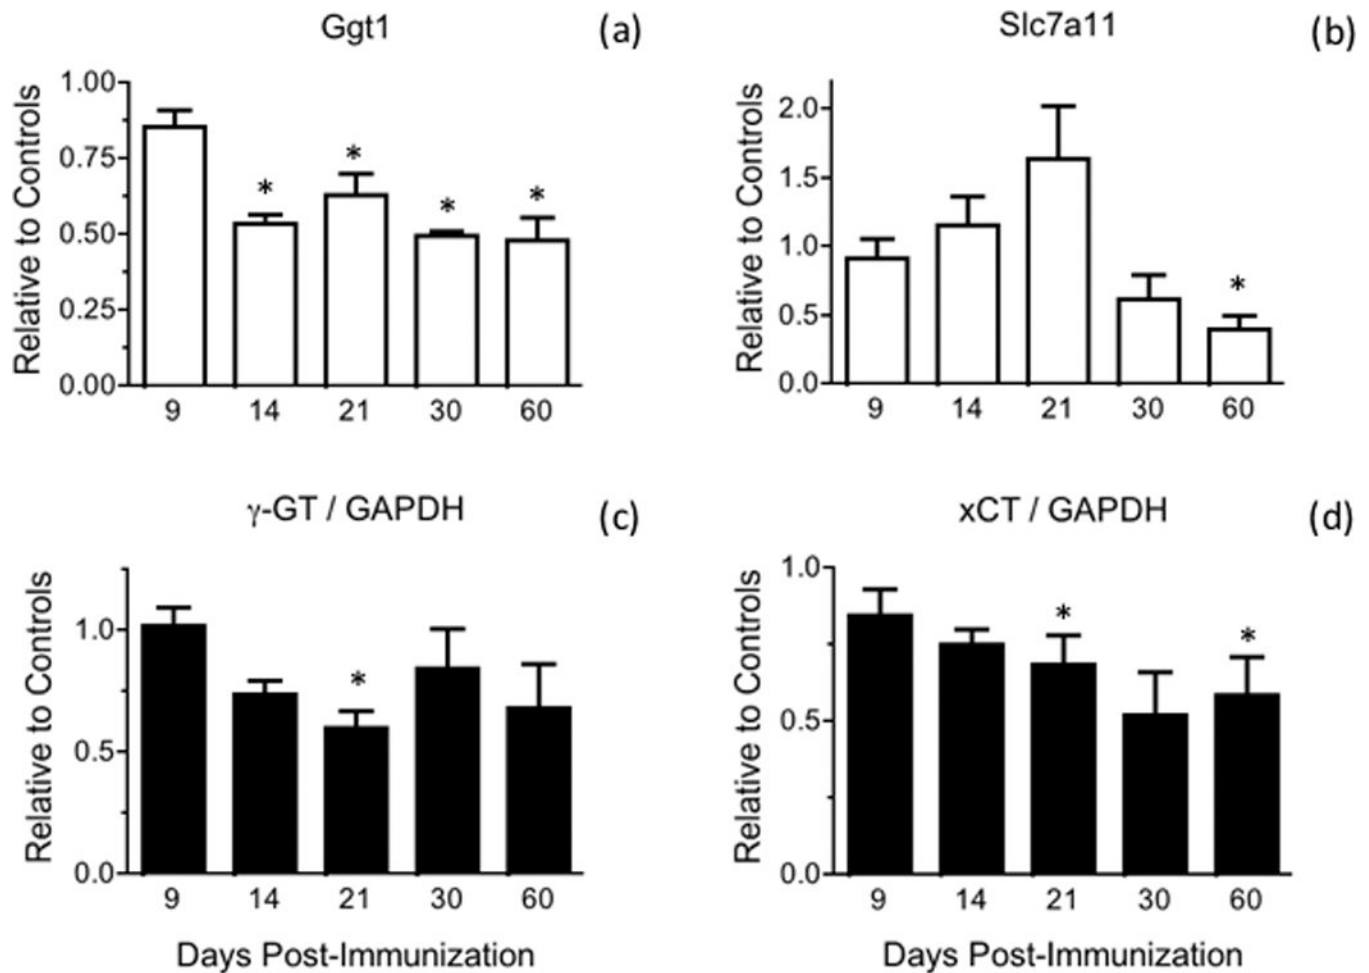 Ggt1 (a)
Relative to Controls
1.00
0.75
0.50
0.25
0.00
* * * *
9 14 21 30 60
Slc7a11 (b)
Relative to Controls
2.0
1.5
1.0
0.5
0.0
*
9 14 21 30 60
γ-GT / GAPDH (c)
Relative to Controls
1.0
0.5
0.0
*
9 14 21 30 60
Days Post-Immunization
xCT / GAPDH (d)
Relative to Controls
1.0
0.5
0.0
* *
9 14 21 30 60
Days Post-Immunization